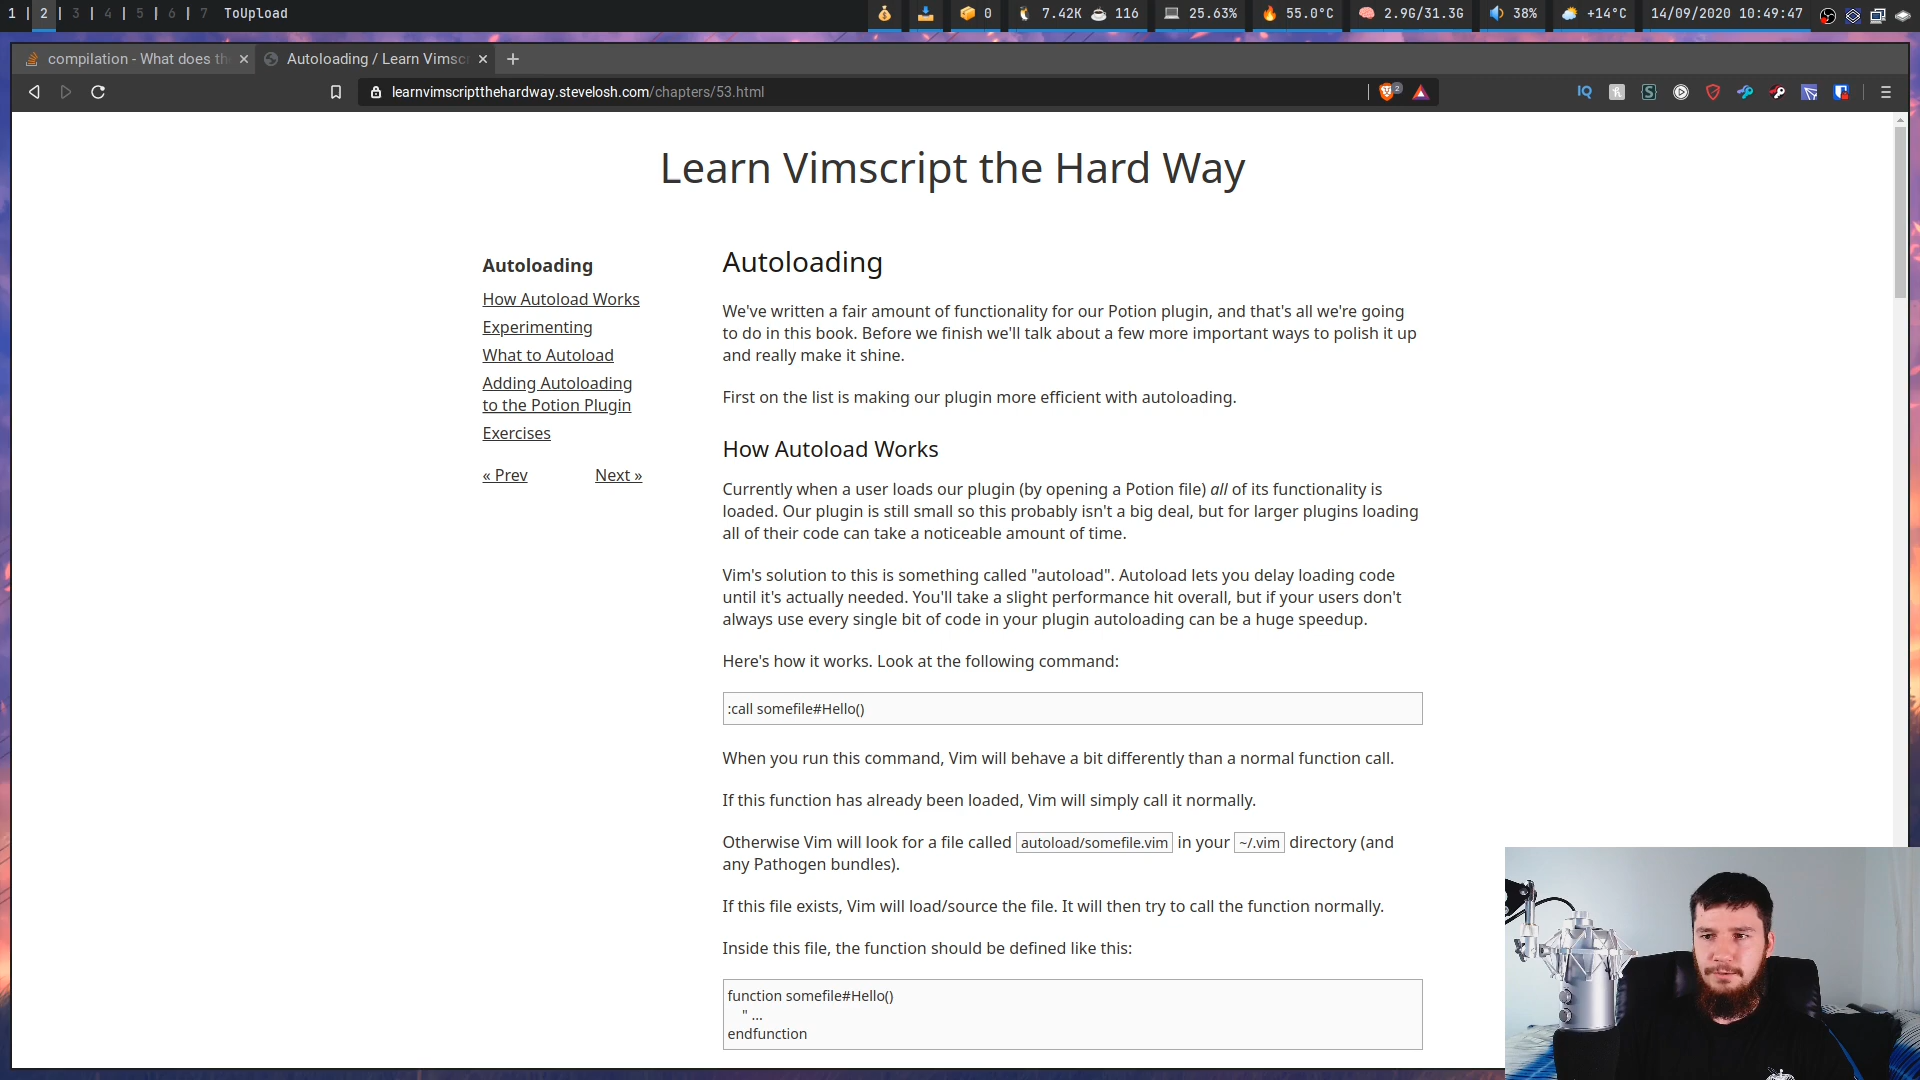 1 | 2 | 3 | 4 | 5 | 6 | 7 ToUpload
0 7.42K 116 25.63% 55.0°C 2.9G/31.3G 38% +14°C 14/09/2020 10:49:47
compilation - What does th
Autoloading / Learn Vimscr
learnvimscriptthehardway.stevelosh.com/chapters/53.html
2
IQ
Learn Vimscript the Hard Way
Autoloading
How Autoload Works
Experimenting
What to Autoload
Adding Autoloading
to the Potion Plugin
Exercises
« Prev Next »
Autoloading
We've written a fair amount of functionality for our Potion plugin, and that's all we're going
to do in this book. Before we finish we'll talk about a few more important ways to polish it up
and really make it shine.
First on the list is making our plugin more efficient with autoloading.
How Autoload Works
Currently when a user loads our plugin (by opening a Potion file) all of its functionality is
loaded. Our plugin is still small so this probably isn't a big deal, but for larger plugins loading
all of their code can take a noticeable amount of time.
Vim's solution to this is something called "autoload". Autoload lets you delay loading code
until it's actually needed. You'll take a slight performance hit overall, but if your users don't
always use every single bit of code in your plugin autoloading can be a huge speedup.
Here's how it works. Look at the following command:
:call somefile#Hello()
When you run this command, Vim will behave a bit differently than a normal function call.
If this function has already been loaded, Vim will simply call it normally.
Otherwise Vim will look for a file called autoload/somefile.vim in your ~/.vim directory (and
any Pathogen bundles).
If this file exists, Vim will load/source the file. It will then try to call the function normally.
Inside this file, the function should be defined like this:
function somefile#Hello()
" ...
endfunction